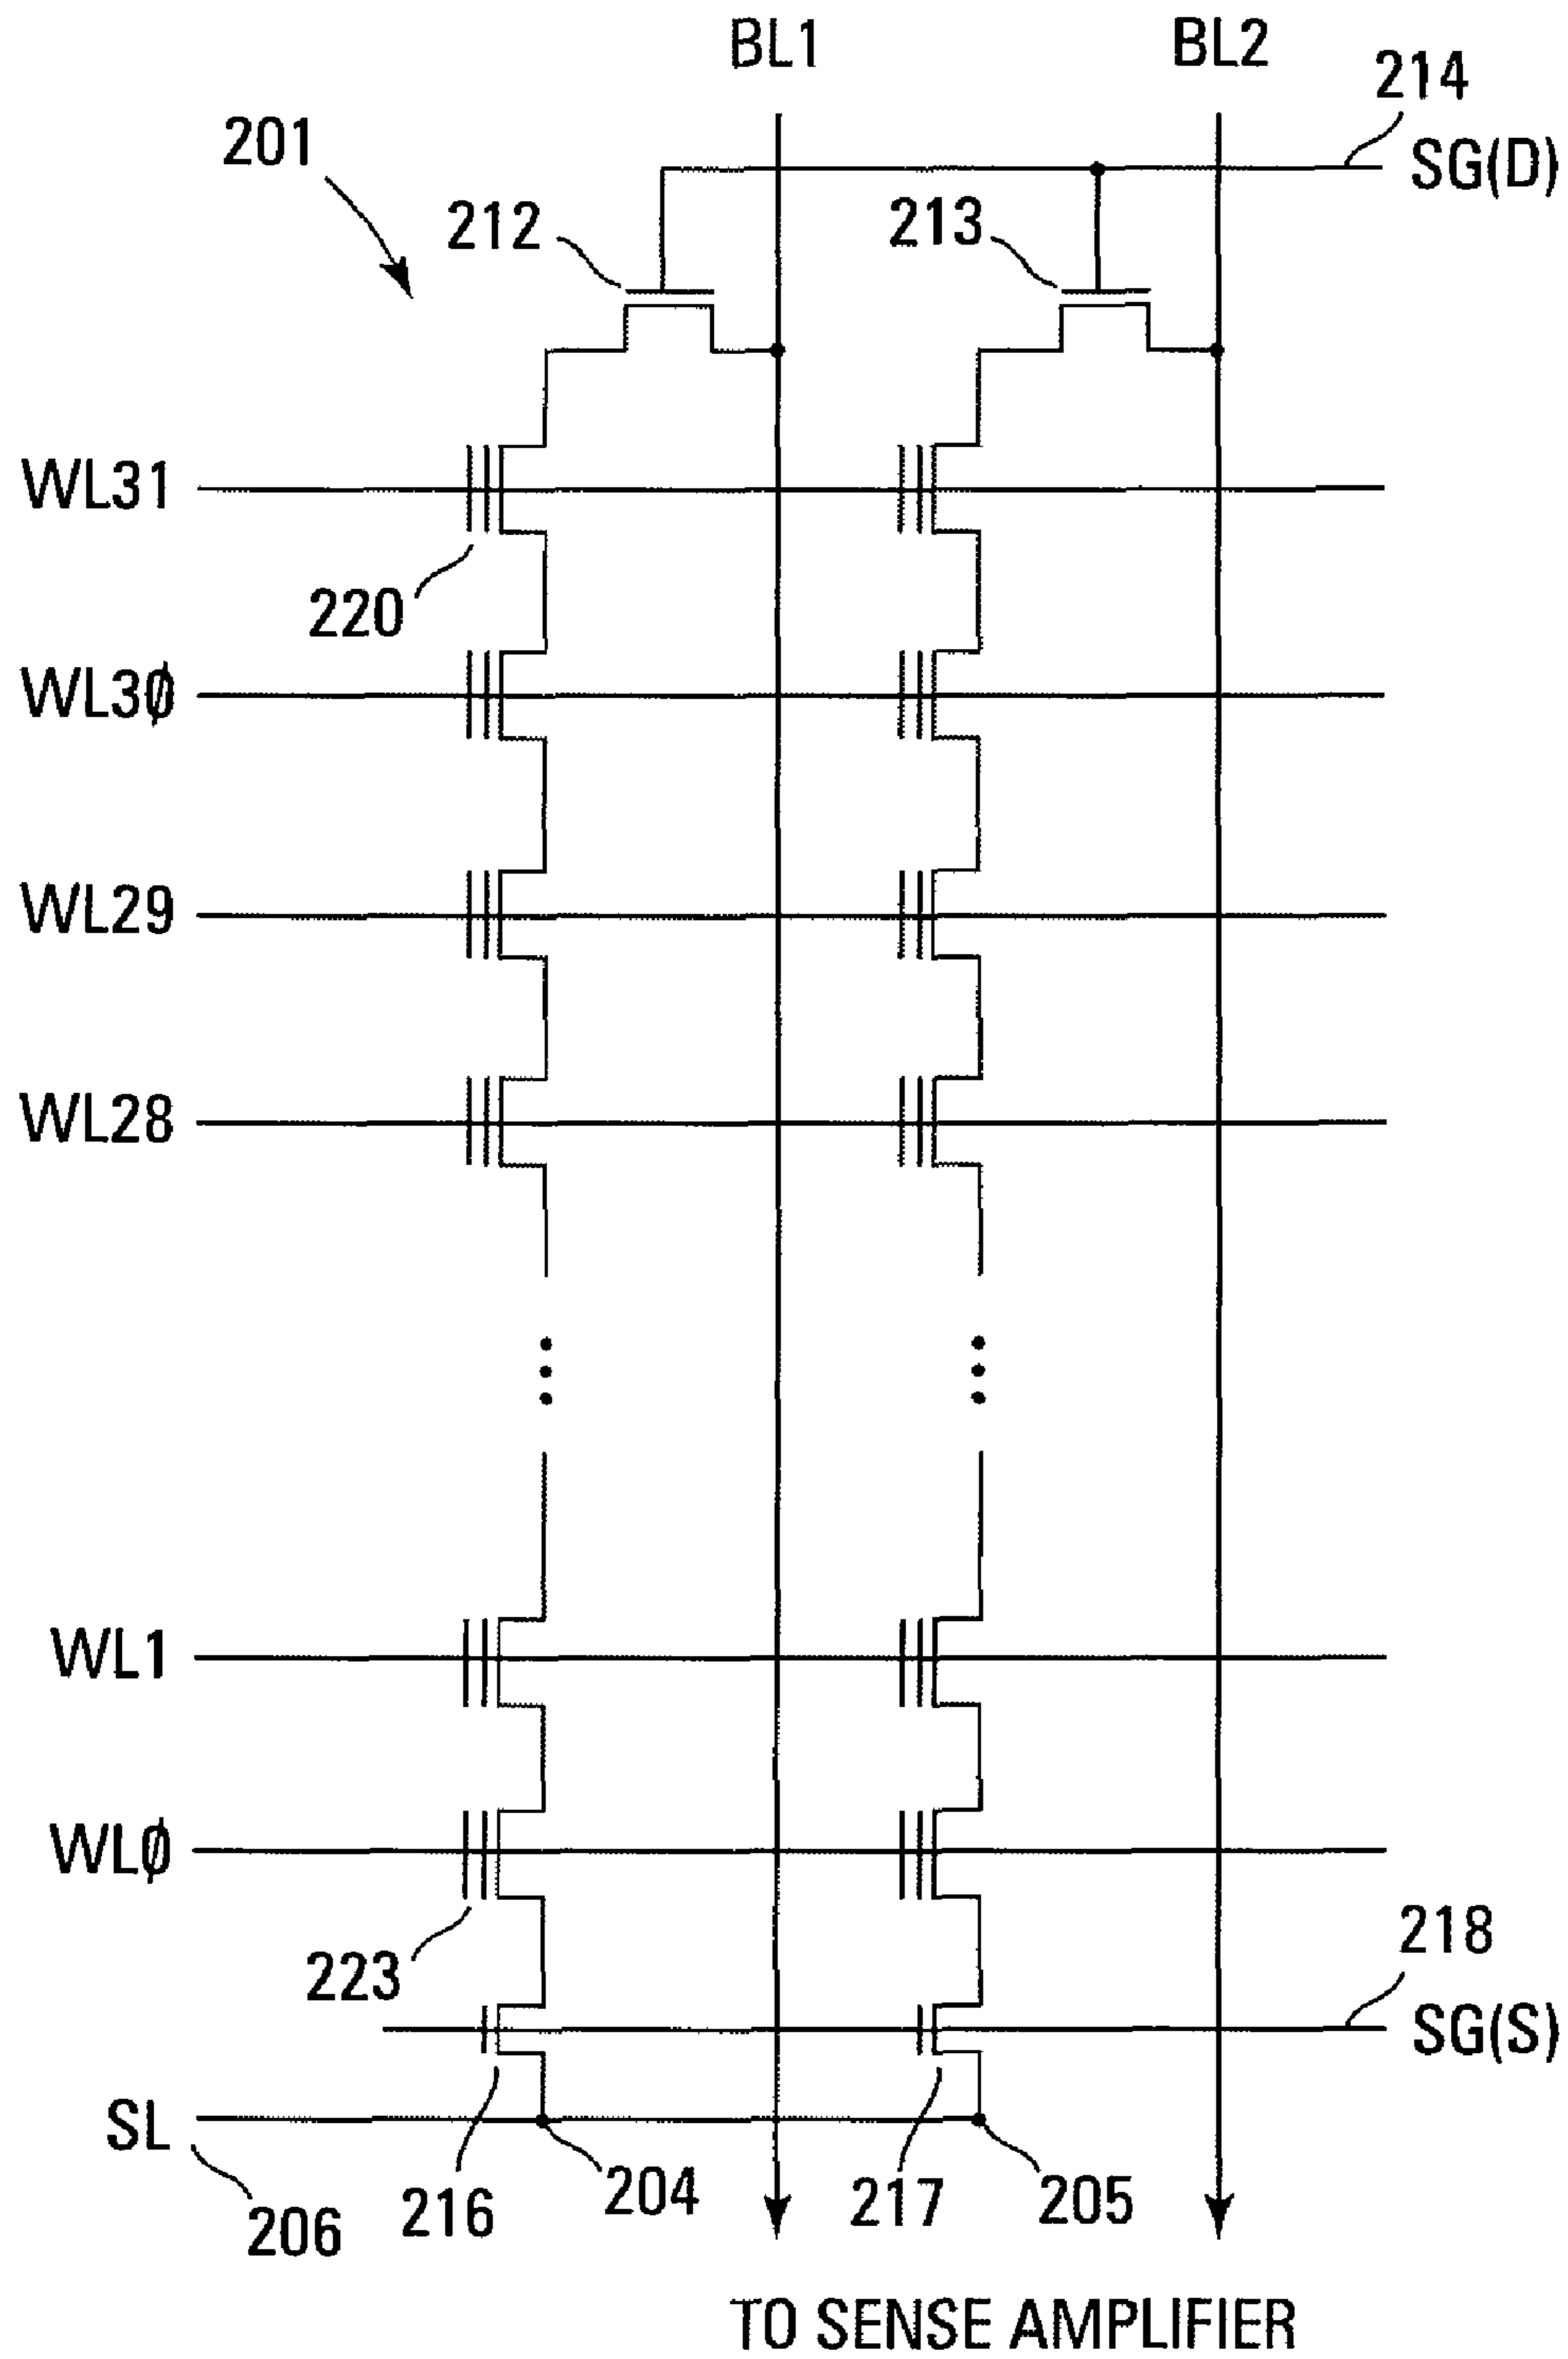 BL1 BL2
214
201
SG(D)
212 213
WL31
220
WL3Ø
WL29
WL28
WL1
WLØ
218
223
SG(S)
SL
204 205
216 217
206
TO SENSE AMPLIFIER